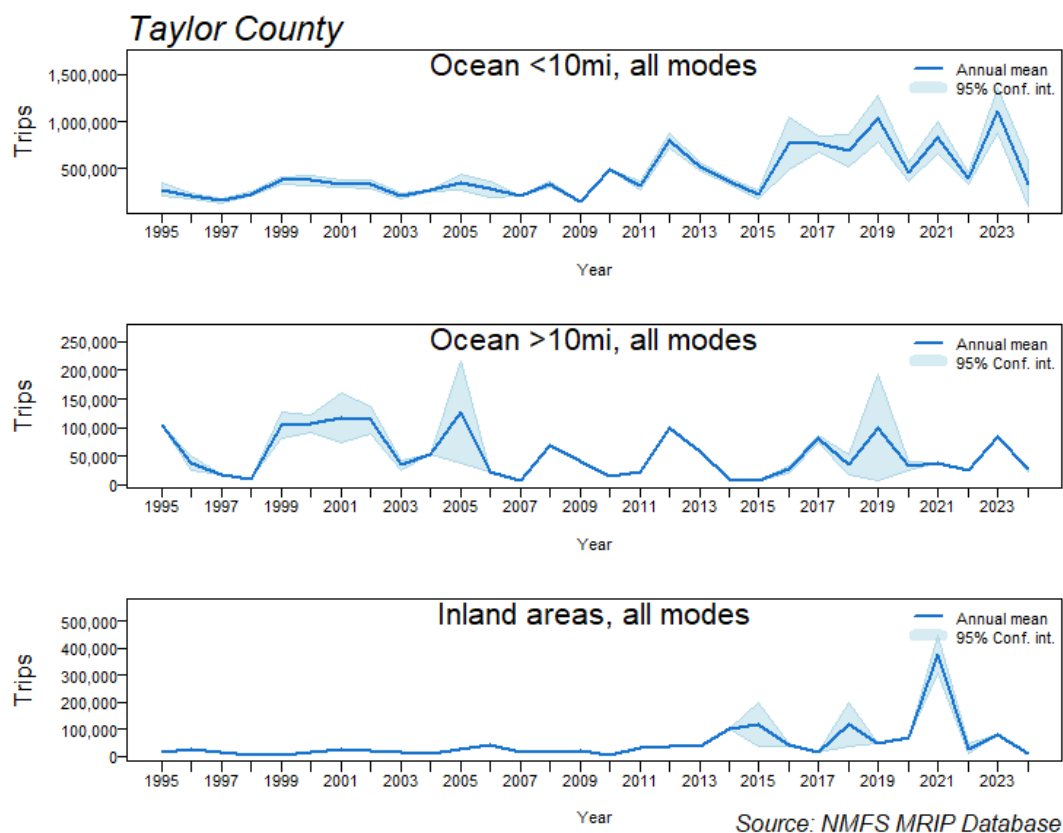 Taylor County
Ocean <10mi, all modes
Annual mean
95% Conf. int.
Trips
1,500,000
1,000,000
500,000
1995 1997 1999 2001 2003 2005 2007 2009 2011 2013 2015 2017 2019 2021 2023
Year
Ocean >10mi, all modes
Annual mean
95% Conf. int.
Trips
250,000
200,000
150,000
100,000
50,000
0
1995 1997 1999 2001 2003 2005 2007 2009 2011 2013 2015 2017 2019 2021 2023
Year
Inland areas, all modes
Annual mean
95% Conf. int.
Trips
500,000
400,000
300,000
200,000
100,000
0
1995 1997 1999 2001 2003 2005 2007 2009 2011 2013 2015 2017 2019 2021 2023
Year
Source: NMFS MRIP Database